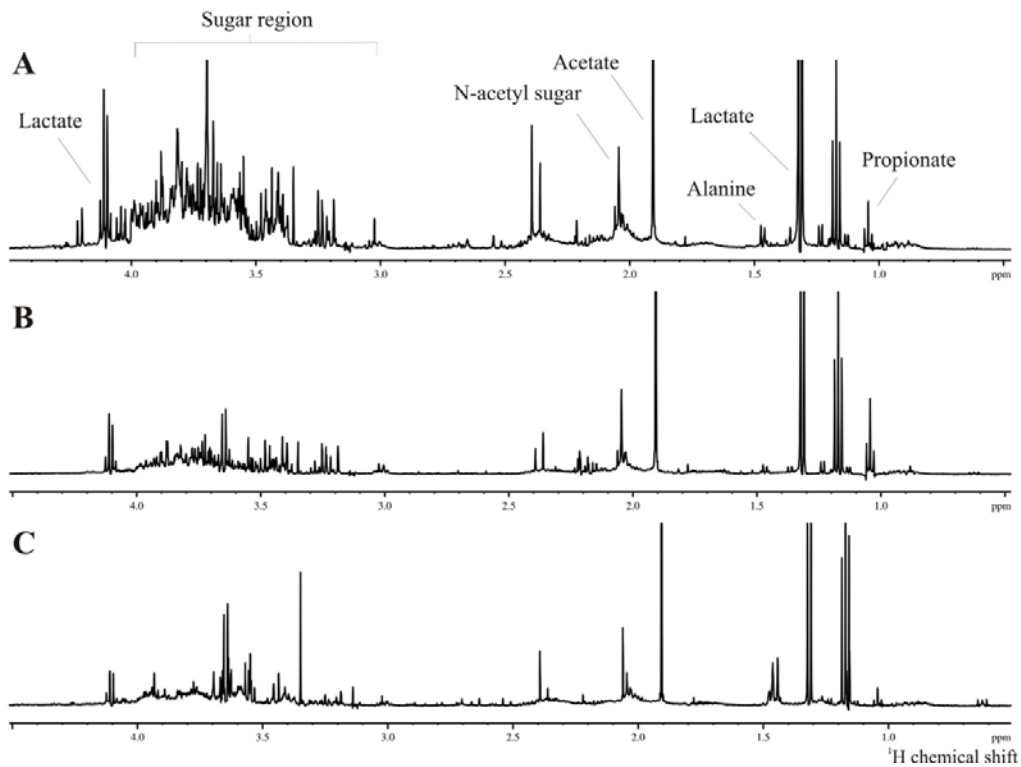 Sugar region
A
Acetate
N-acetyl sugar
Lactate
Lactate
Propionate
Alanine
4.0 3.5 3.0 2.5 2.0 1.5 1.0 ppm
B
4.0 3.5 3.0 2.5 2.0 1.5 1.0 ppm
C
4.0 3.5 3.0 2.5 2.0 1.5 1.0 ppm
¹H chemical shift